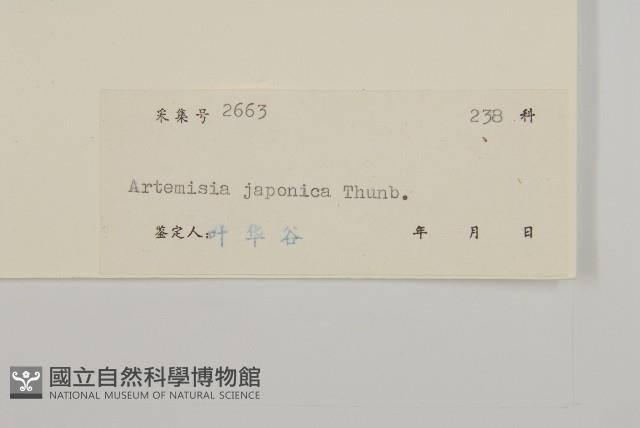 采集号 2663 238 科
Artemisia japonica Thunb.
鉴定人: 叶华谷 年 月 日
國立自然科學博物館
NATIONAL MUSEUM OF NATURAL SCIENCE